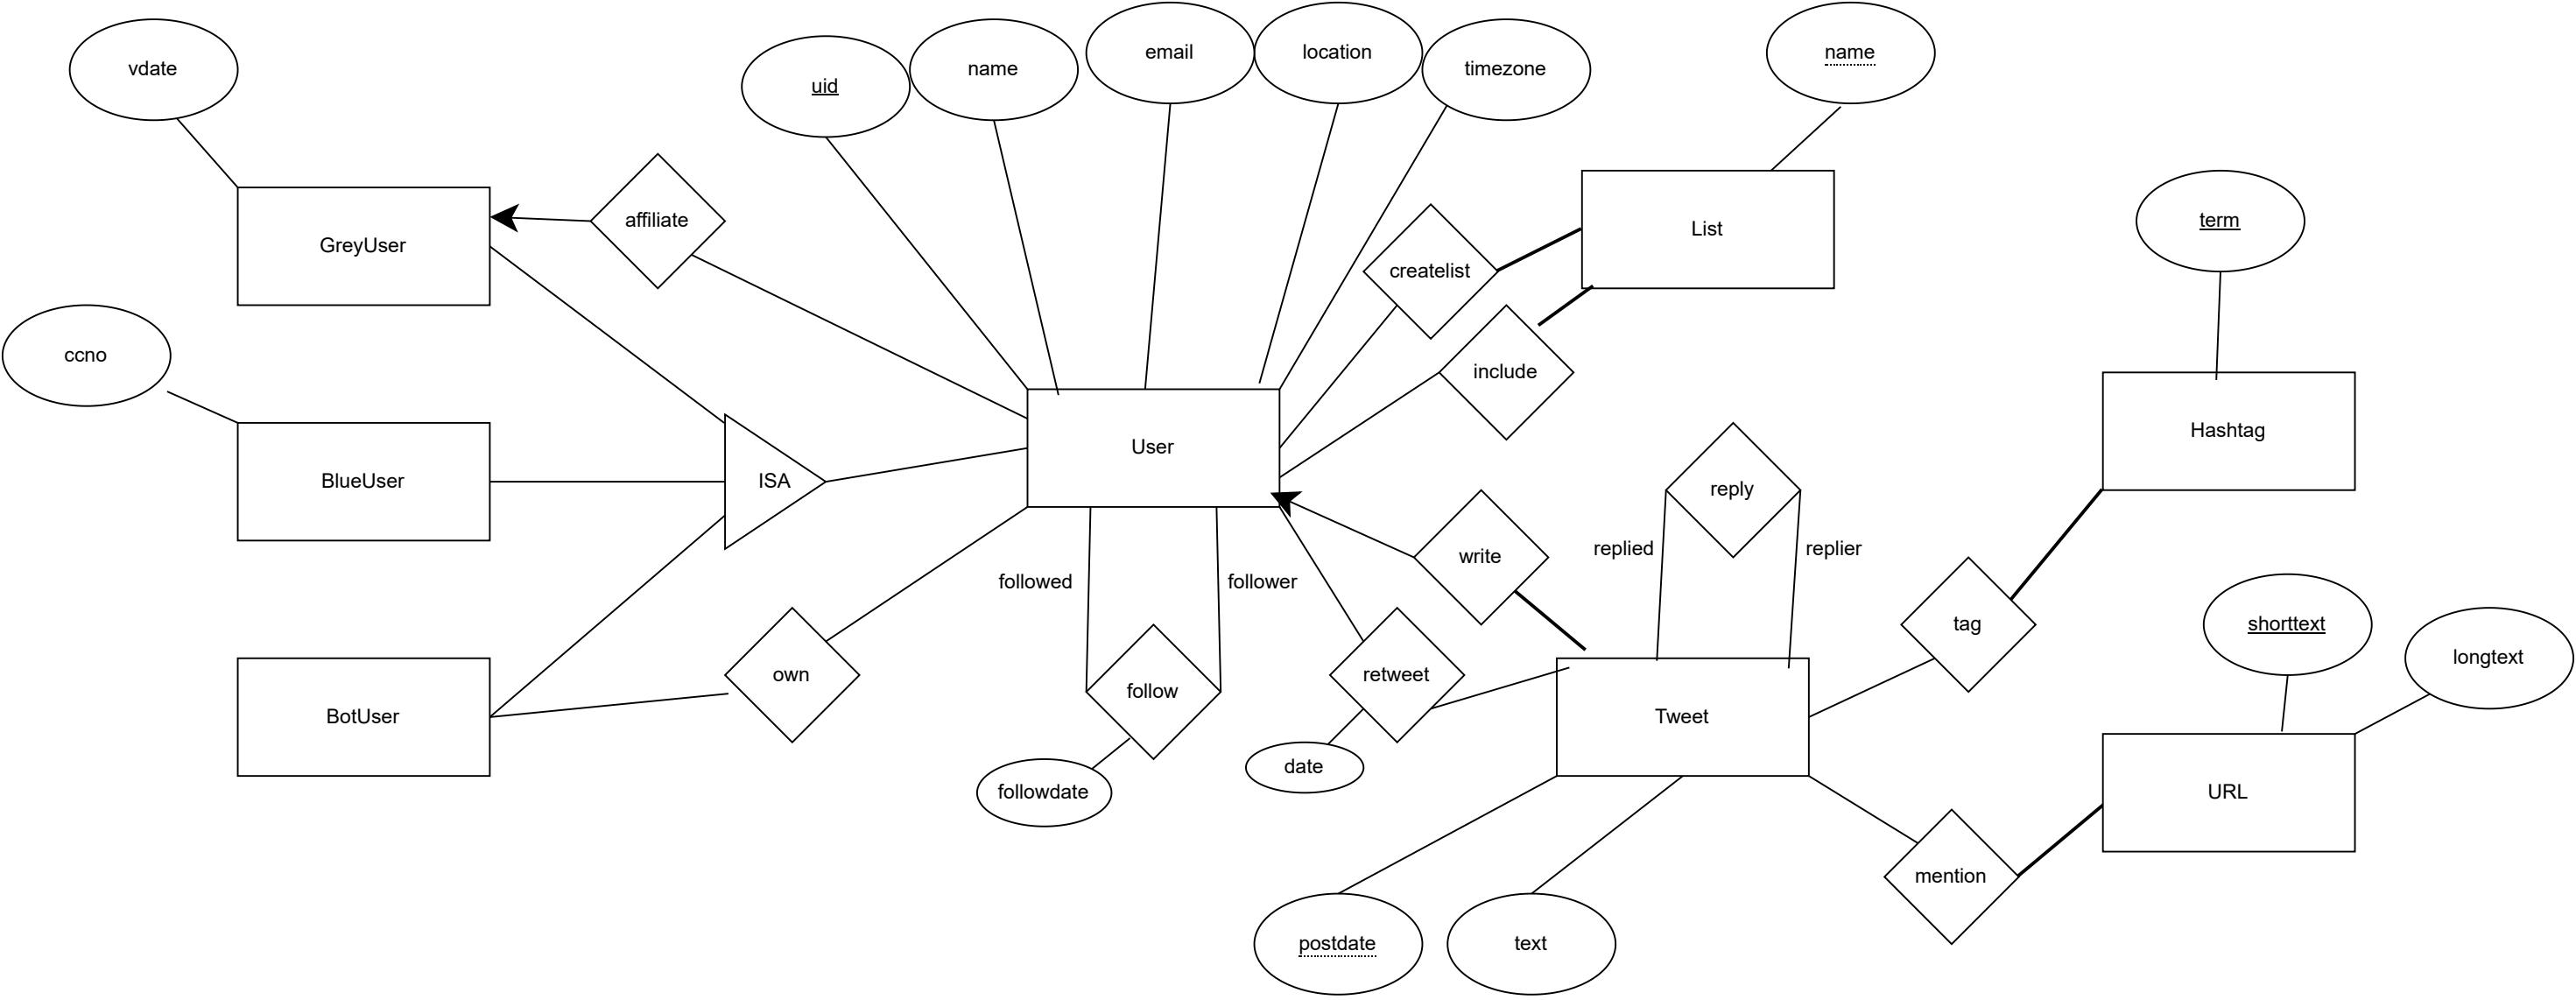 vdate
uid
name
email
location
timezone
name
GreyUser
affiliate
createlist
List
term
ccno
include
User
Hashtag
BlueUser
ISA
reply
replied
replier
write
followed
follower
tag
shorttext
longtext
BotUser
own
follow
retweet
Tweet
date
followdate
URL
mention
postdate
text